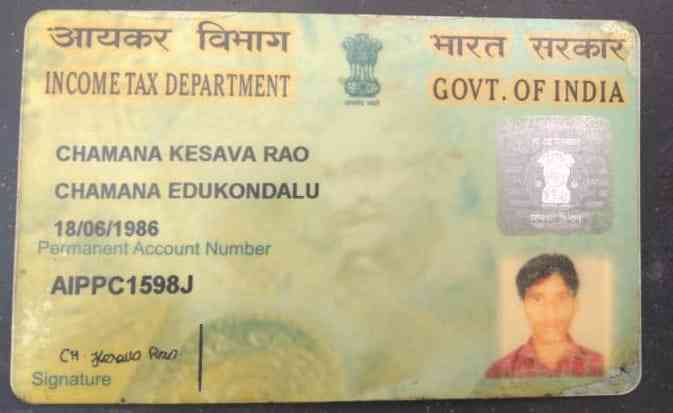 आयकर विभाग
भारत सरकार
INCOME TAX DEPARTMENT
GOVT. OF INDIA
CHAMANA KESAVA RAO
CHAMANA EDUKONDALU
18/06/1986
Permanent Account Number
AIPPC1598J
CH Kesava Rao
Signature